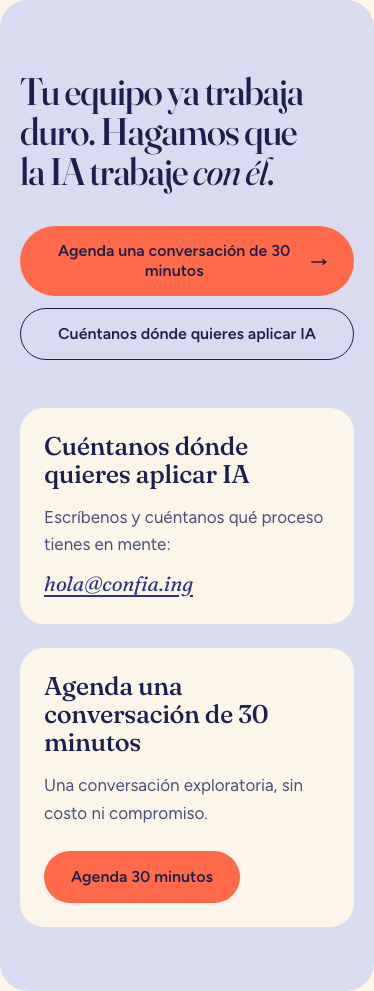 Tu equipo ya trabaja
duro. Hagamos que
la IA trabaje con él.
Agenda una conversación de 30
minutos →
Cuéntanos dónde quieres aplicar IA
Cuéntanos dónde
quieres aplicar IA
Escríbenos y cuéntanos qué proceso
tienes en mente:
hola@confia.ing
Agenda una
conversación de 30
minutos
Una conversación exploratoria, sin
costo ni compromiso.
Agenda 30 minutos